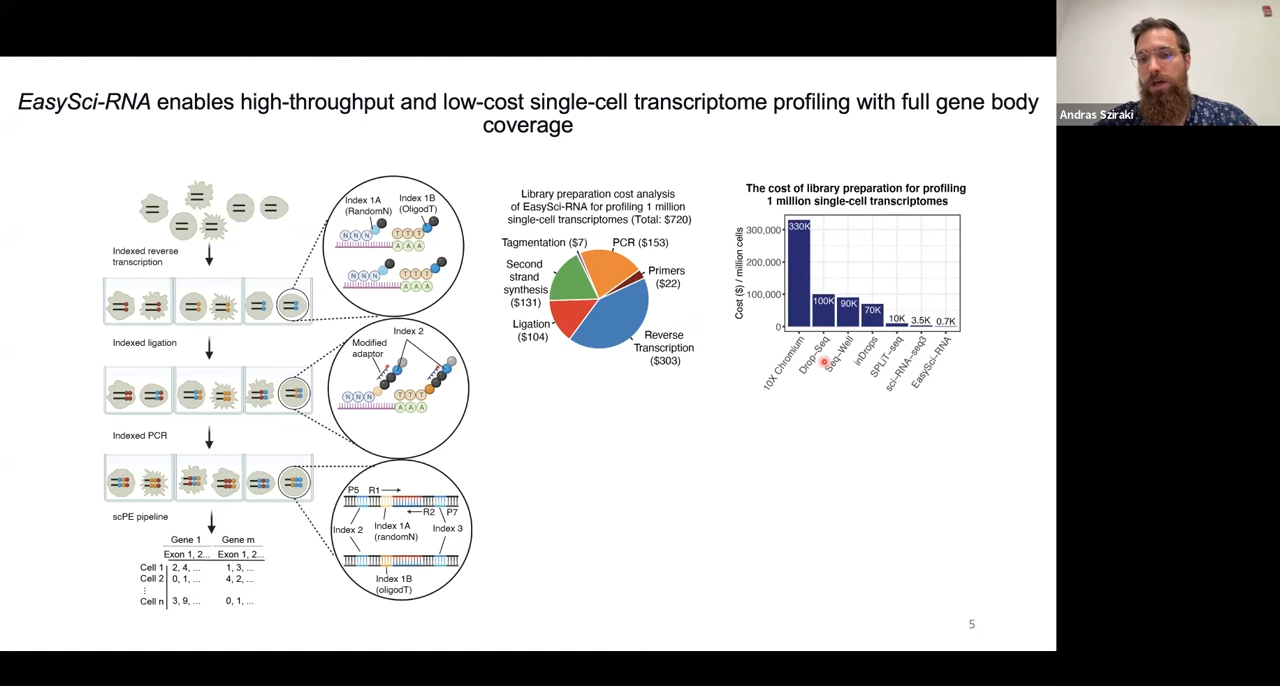 EasySci-RNA enables high-throughput and low-cost single-cell transcriptome profiling with full gene body
coverage
Andras Sziraki
Indexed reverse
transcription
Indexed ligation
Indexed PCR
scPE pipeline
Gene 1 Gene m
Exon 1, 2... Exon 1, 2...
Cell 1 2, 4, ... 1, 3, ...
Cell 2 0, 1, ... 4, 2, ...
⋮
Cell n 3, 9, ... 0, 1, ...
Index 1A
(RandomN)
Index 1B
(OligodT)
N N N T T T
A A A
N N N T T T
A A A
Index 2
Modified
adaptor
N N N T T T
A A A
P5 R1
R2 P7
Index 2
Index 1A
(randomN)
Index 3
Index 1B
(oligodT)
Library preparation cost analysis
of EasySci-RNA for profiling 1 million
single-cell transcriptomes (Total: $720)
Tagmentation ($7)
PCR ($153)
Primers
($22)
Second
strand
synthesis
($131)
Ligation
($104)
Reverse
Transcription
($303)
The cost of library preparation for profiling
1 million single-cell transcriptomes
Cost ($) / million cells
300,000
200,000
100,000
0
330K
100K
90K
70K
10K
3.5K
0.7K
10X Chromium
Drop-Seq
Seq-Well
inDrops
SPLIT-seq
sci-RNA-seq3
EasySci-RNA
5